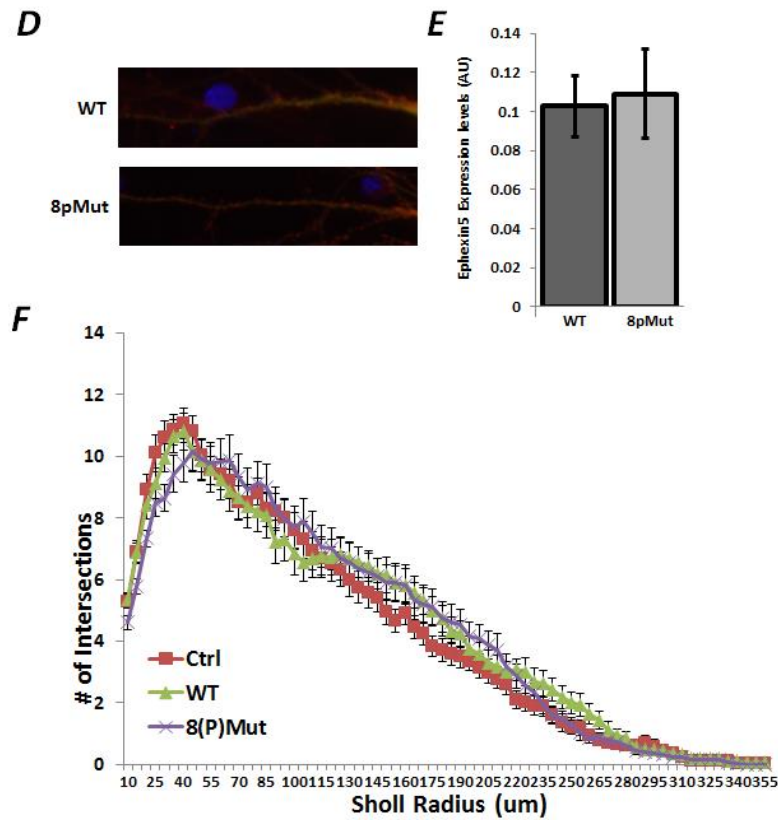 D
WT
8pMut
E
Ephexin5 Expression levels (AU)
0.14
0.12
0.1
0.08
0.06
0.04
0.02
0
WT
8pMut
F
# of Intersections
14
12
10
8
6
4
2
0
Ctrl
WT
8(P)Mut
10 25 40 55 70 85 100 115 130 145 160 175 190 205 220 235 250 265 280 295 310 325 340 355
Sholl Radius (um)